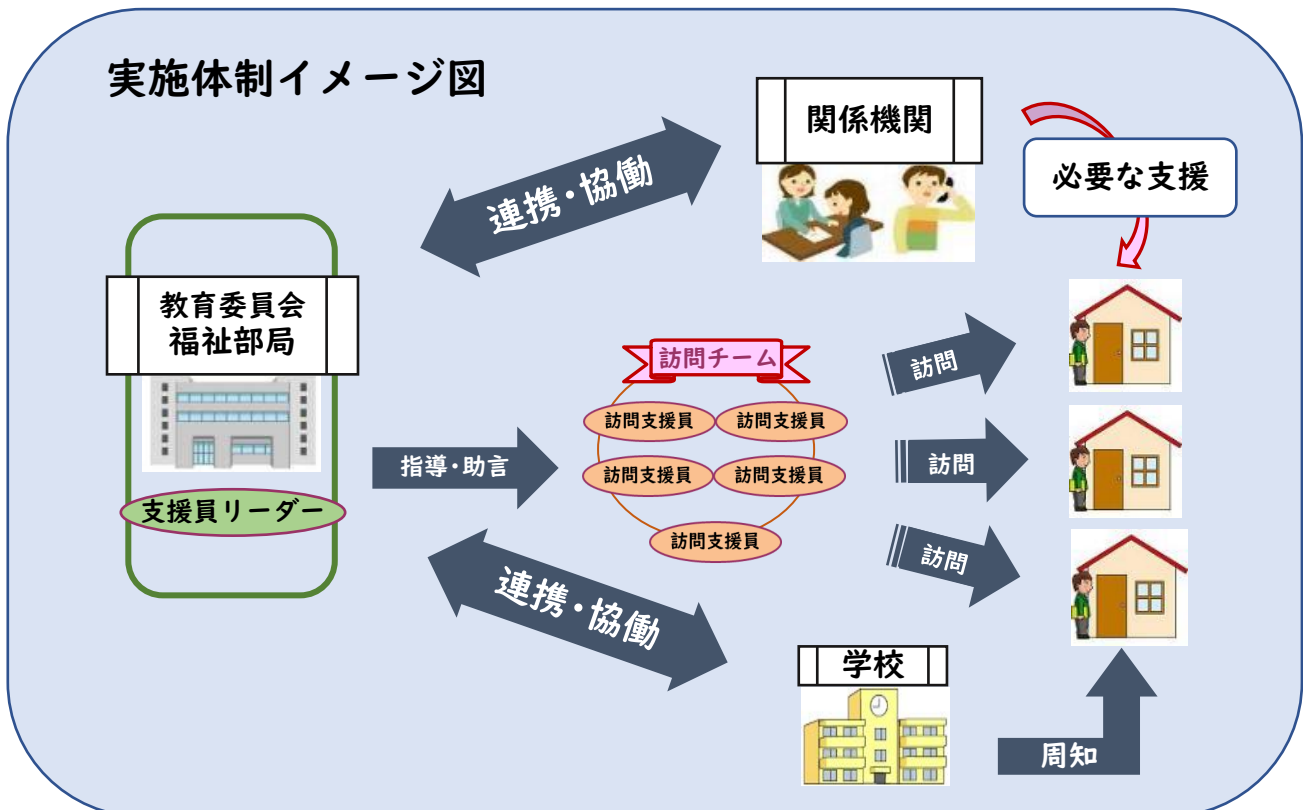 実施体制イメージ図
関係機関
必要な支援
連携・協働
教育委員会
福祉部局
支援員リーダー
指導・助言
訪問チーム
訪問支援員
訪問支援員
訪問支援員
訪問支援員
訪問支援員
訪問
訪問
訪問
連携・協働
学校
周知